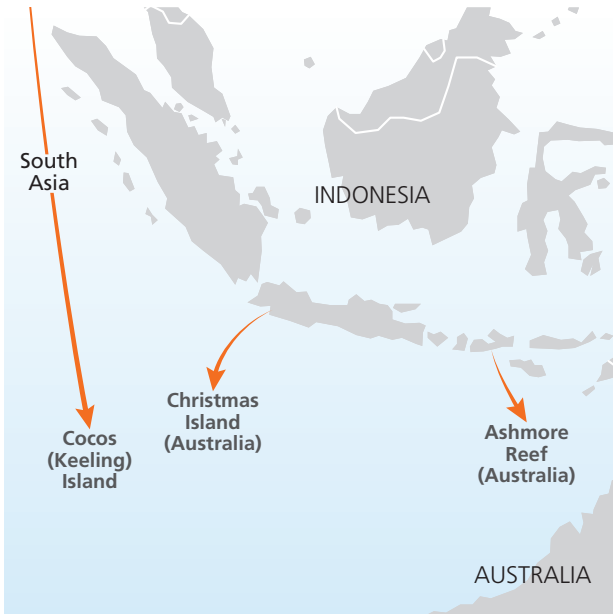 South
Asia
INDONESIA
Christmas
Island
(Australia)
Cocos
(Keeling)
Island
Ashmore
Reef
(Australia)
AUSTRALIA